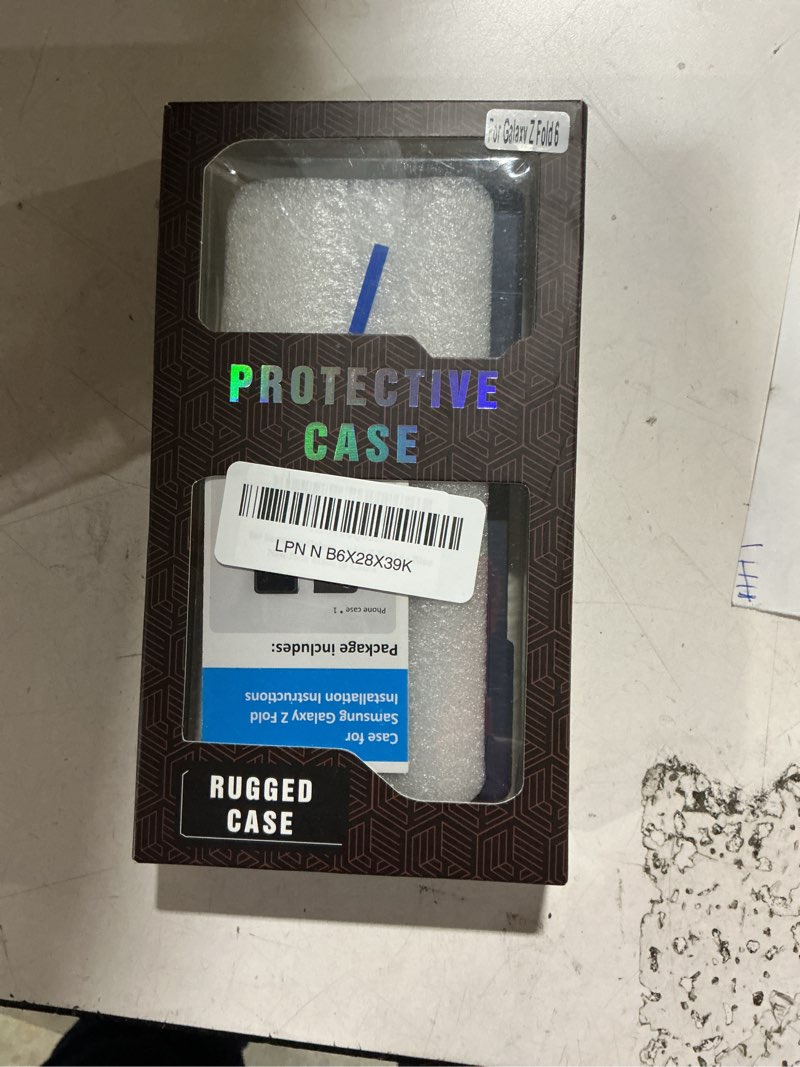 For Galaxy Z Fold 6
PROTECTIVE
CASE
LPN N B6X28X39K
Phone case * 1
Package includes:
Case for
Samsung Galaxy Z Fold
Installation Instructions
RUGGED
CASE